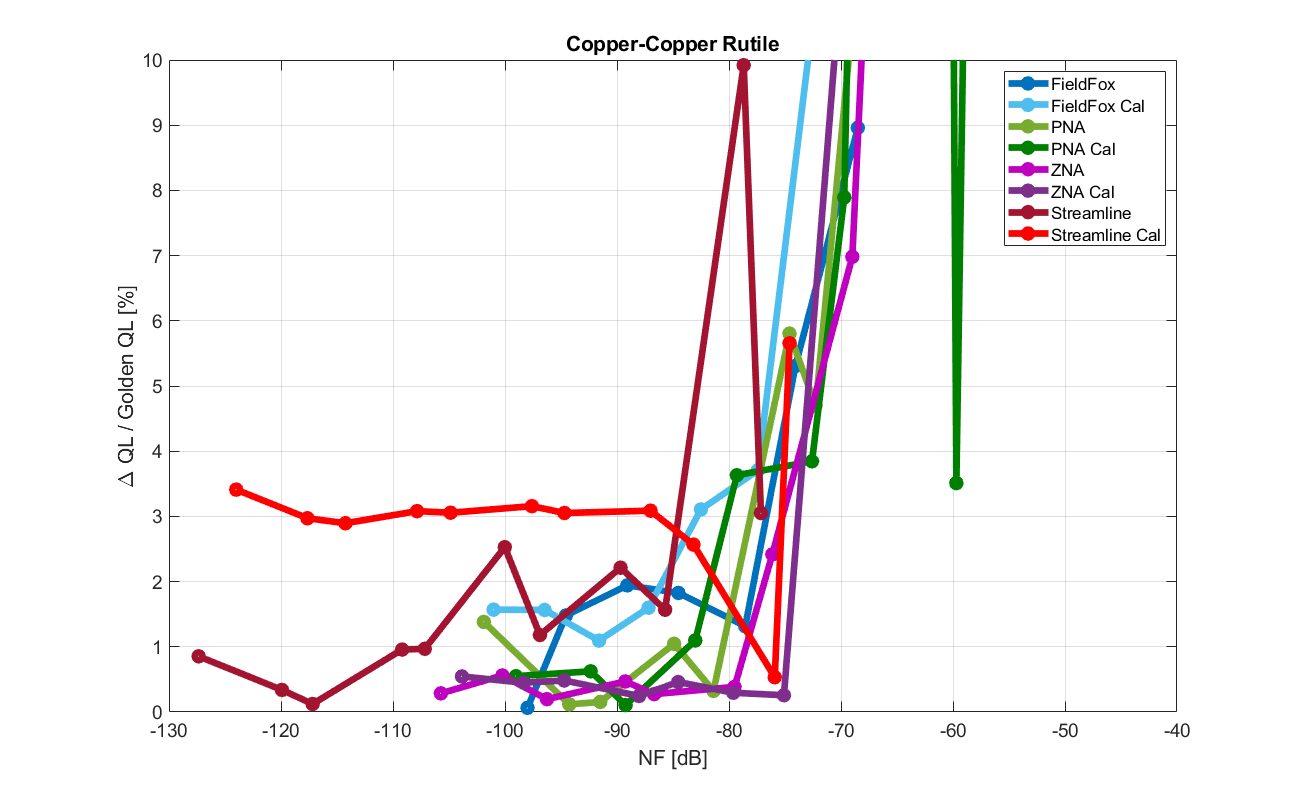 Copper-Copper Rutile
10
9
8
7
6
5
4
3
2
1
0
Δ QL / Golden QL [%]
FieldFox
FieldFox Cal
PNA
PNA Cal
ZNA
ZNA Cal
Streamline
Streamline Cal
-130 -120 -110 -100 -90 -80 -70 -60 -50 -40
NF [dB]